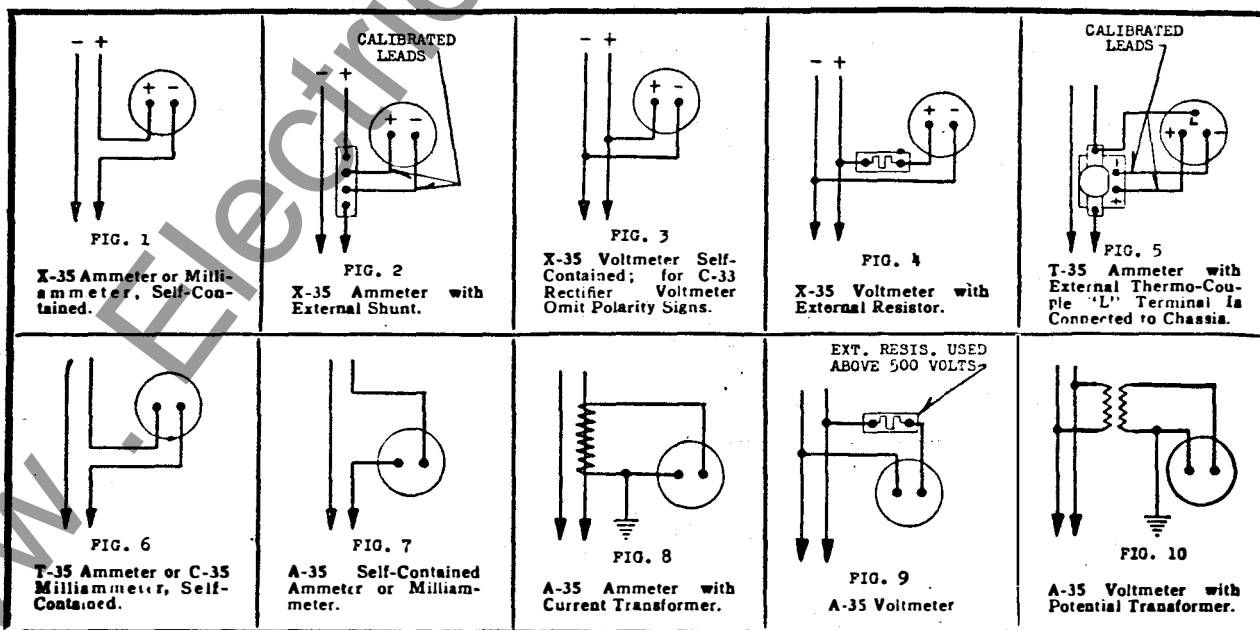 CALIBRATED
LEADS
- +
+ -
FIG. 1
X-35 Ammeter or Milli-
ammeter, Self-Con-
tained.
- +
+ -
FIG. 2
X-35 Ammeter with
External Shunt.
- +
+ -
FIG. 3
X-35 Voltmeter Self-
Contained; for C-33
Rectifier Voltmeter
Omit Polarity Signs.
- +
+ -
FIG. 4
X-35 Voltmeter with
External Resistor.
CALIBRATED
LEADS
L
+ -
-
+
FIG. 5
T-35 Ammeter with
External Thermo-Cou-
ple "L" Terminal Is
Connected to Chassis.
FIG. 6
T-35 Ammeter or C-35
Milliammeter, Self-
Contained.
FIG. 7
A-35 Self-Contained
Ammeter or Milliam-
meter.
FIG. 8
A-35 Ammeter with
Current Transformer.
EXT. RESIS. USED
ABOVE 500 VOLTS
FIG. 9
A-35 Voltmeter
FIG. 10
A-35 Voltmeter with
Potential Transformer.
w. Electric